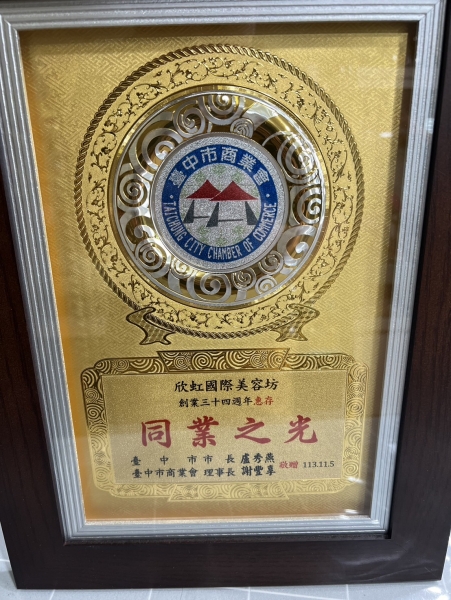 臺中市商業會
TAICHUNG CITY CHAMBER OF COMMERCE
欣虹國際美容坊
創業三十四週年惠存
同業之光
臺中市市長盧秀燕
臺中市商業會 理事長 謝豐享
敬贈 113.11.5